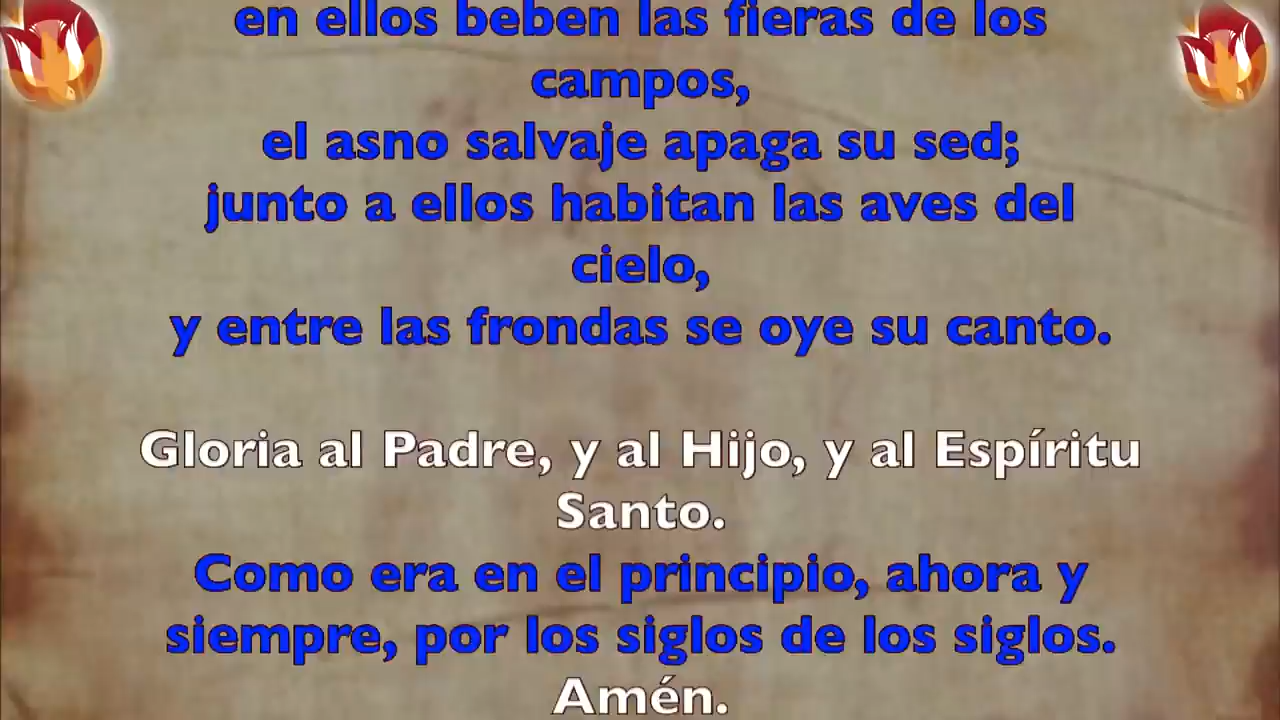 en ellos beben las fieras de los
campos,
el asno salvaje apaga su sed;
junto a ellos habitan las aves del
cielo,
y entre las frondas se oye su canto.
Gloria al Padre, y al Hijo, y al Espíritu
Santo.
Como era en el principio, ahora y
siempre, por los siglos de los siglos.
Amén.